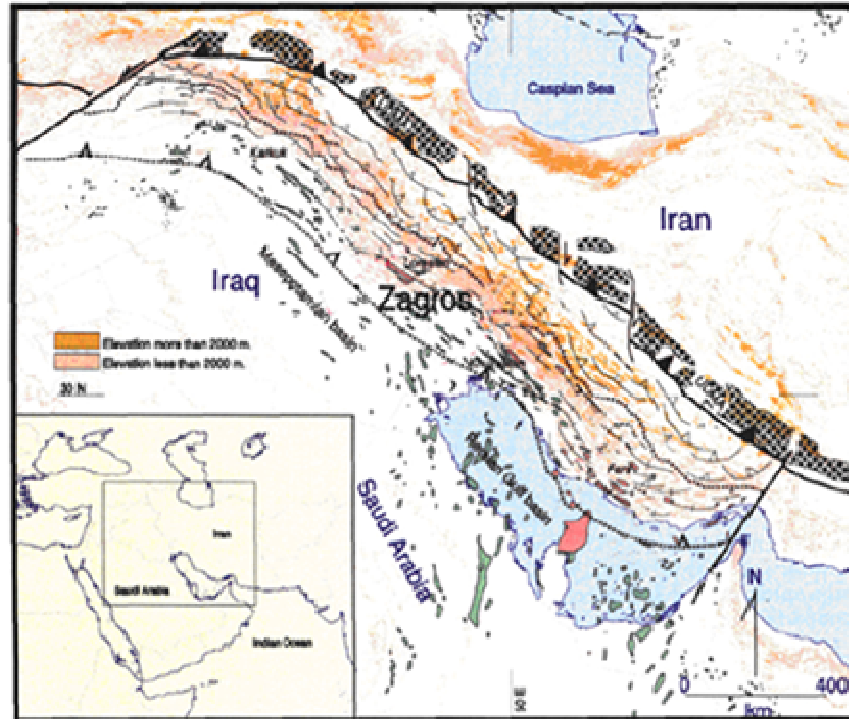 Caspian Sea
Iran
Iraq
Zagros
Elevation more than 2000 m.
Elevation less than 2000 m.
30 N
Saudi Arabia
Iran
Saudi Arabia
Indian Ocean
50 E
N
0
400
km